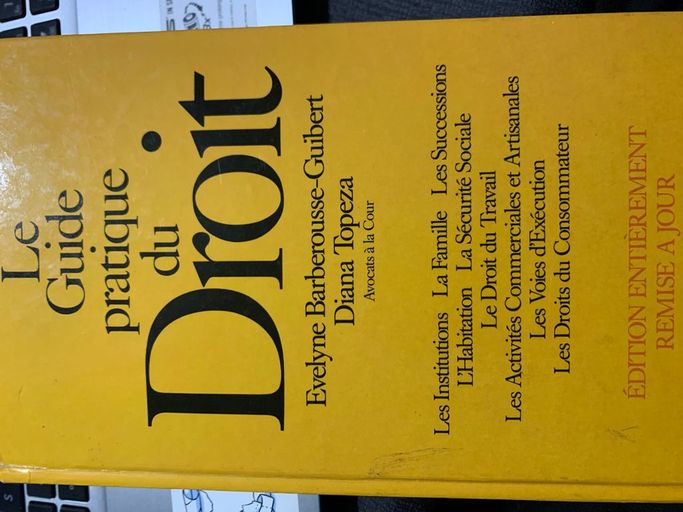 Le
Guide
pratique
du
Droit
Evelyne Barberousse-Guibert
Diana Topeza
Avocats à la Cour
Les Institutions La Famille Les Successions
L'Habitation La Sécurité Sociale
Le Droit du Travail
Les Activités Commerciales et Artisanales
Les Voies d'Exécution
Les Droits du Consommateur
ÉDITION ENTIÈREMENT
REMISE A JOUR